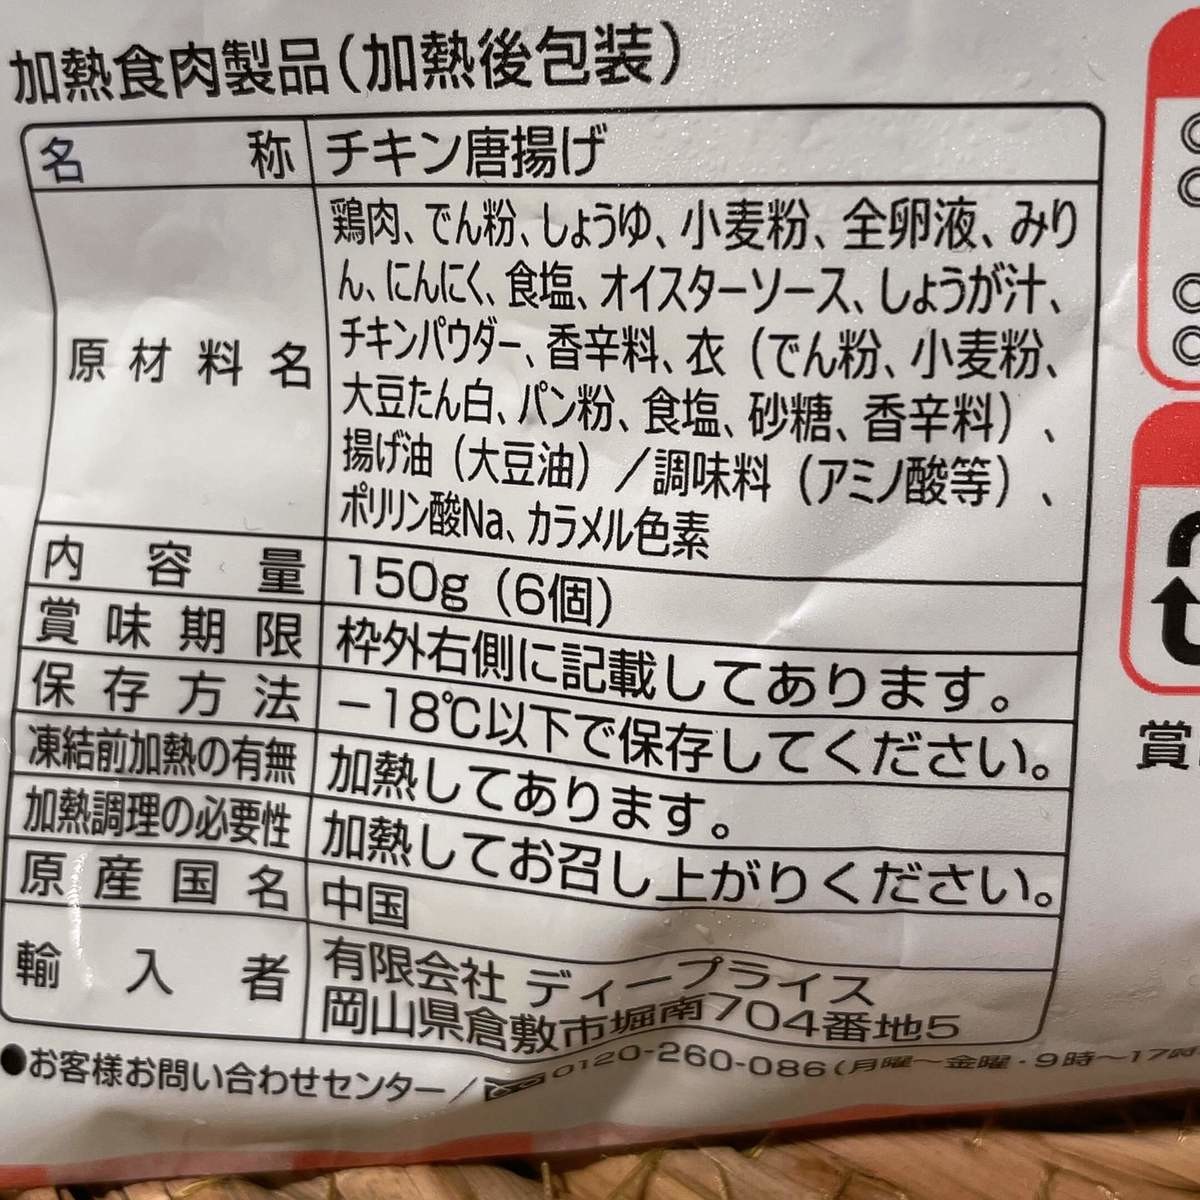 加熱食肉製品(加熱後包装)
名称 チキン唐揚げ
原材料名 鶏肉、でん粉、しょうゆ、小麦粉、全卵液、みり
ん、にんにく、食塩、オイスターソース、しょうが汁、
チキンパウダー、香辛料、衣(でん粉、小麦粉、
大豆たん白、パン粉、食塩、砂糖、香辛料)、
揚げ油(大豆油)/調味料(アミノ酸等)、
ポリリン酸Na、カラメル色素
内容量 150g(6個)
賞味期限 枠外右側に記載してあります。
保存方法 -18℃以下で保存してください。
凍結前加熱の有無 加熱してあります。
加熱調理の必要性 加熱してお召し上がりください。
原産国名 中国
輸入者 有限会社 ディープライス
岡山県倉敷市堀南704番地5
●お客様お問い合わせセンター/0120-260-086(月曜~金曜・9時~17時
賞